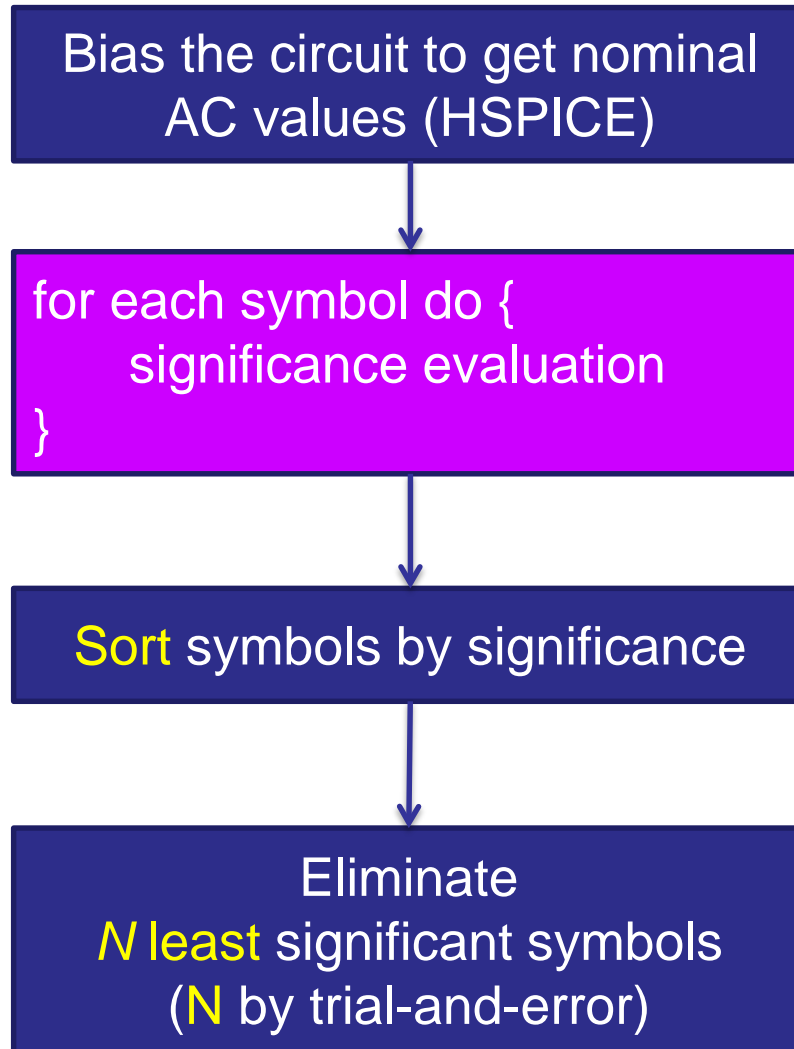 Bias the circuit to get nominal
AC values (HSPICE)
for each symbol do {
significance evaluation
}
Sort symbols by significance
Eliminate
N least significant symbols
(N by trial-and-error)